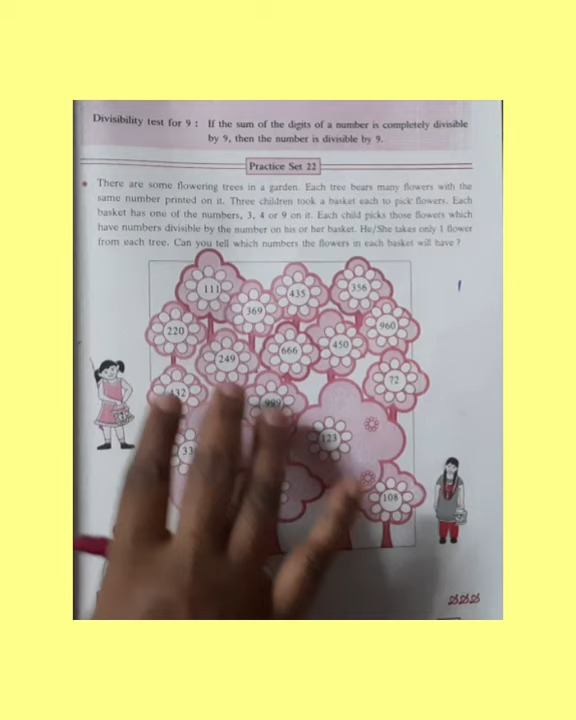 Divisibility test for 9 : If the sum of the digits of a number is completely divisible
by 9, then the number is divisible by 9.
Practice Set 22
• There are some flowering trees in a garden. Each tree bears many flowers with the
same number printed on it. Three children took a basket each to pick flowers. Each
basket has one of the numbers, 3, 4 or 9 on it. Each child picks those flowers which
have numbers divisible by the number on his or her basket. He/She takes only 1 flower
from each tree. Can you tell which numbers the flowers in each basket will have ?
111
435
356
369
220
960
249
666
450
72
432
999
123
33
108